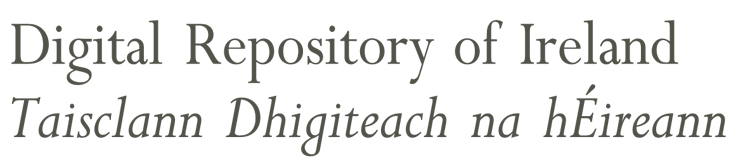 Digital Repository of Ireland
Taisclann Dhigiteach na hÉireann